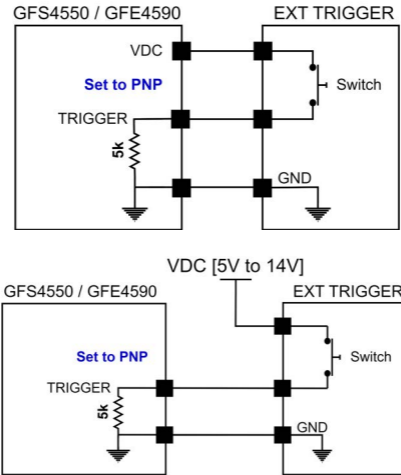 GFS4550 / GFE4590 EXT TRIGGER
VDC
Set to PNP
Switch
TRIGGER
5k
GND
VDC [5V to 14V]
GFS4550 / GFE4590 EXT TRIGGER
Set to PNP
Switch
TRIGGER
5k
GND